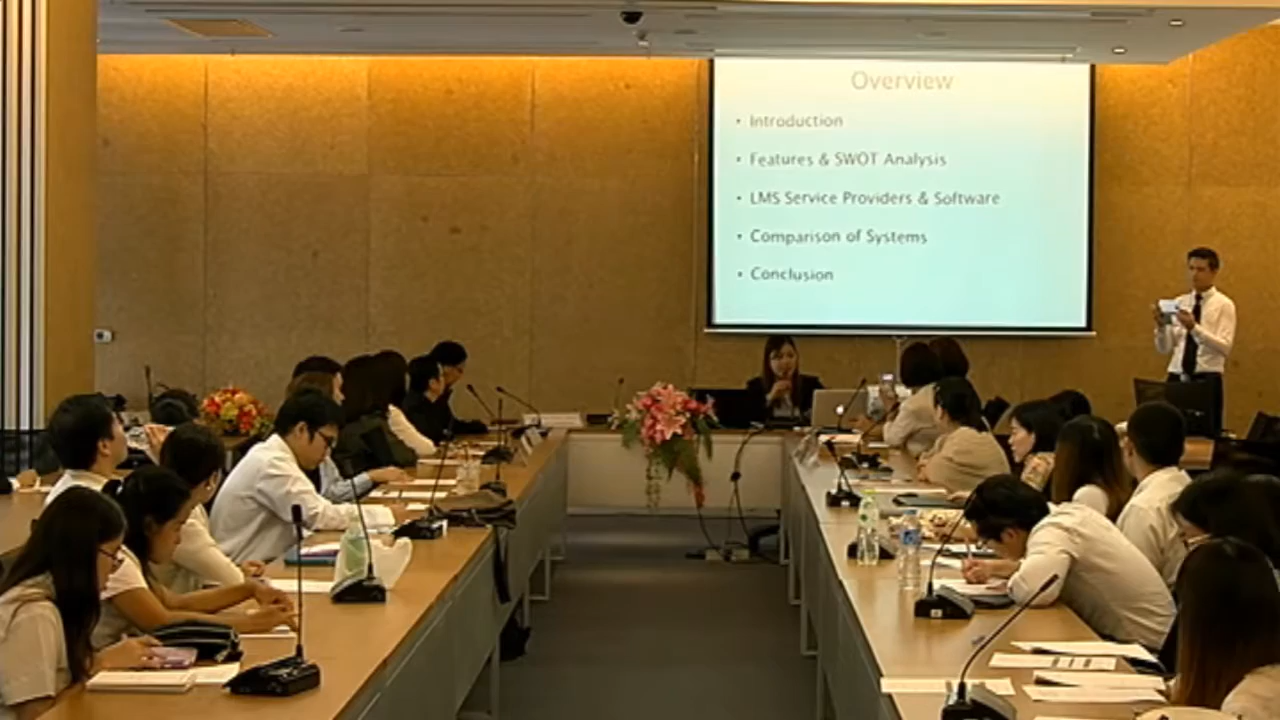 Overview
• Introduction
• Features & SWOT Analysis
• LMS Service Providers & Software
• Comparison of Systems
• Conclusion